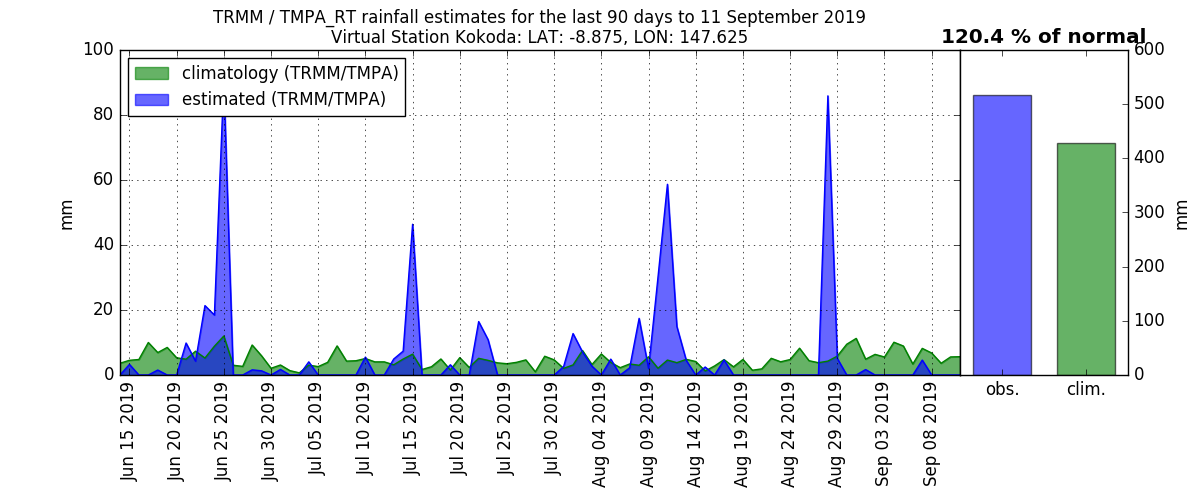 TRMM / TMPA_RT rainfall estimates for the last 90 days to 11 September 2019
Virtual Station Kokoda: LAT: -8.875, LON: 147.625
120.4 % of normal
climatology (TRMM/TMPA)
estimated (TRMM/TMPA)
100
80
60
40
20
0
mm
Jun 15 2019
Jun 20 2019
Jun 25 2019
Jun 30 2019
Jul 05 2019
Jul 10 2019
Jul 15 2019
Jul 20 2019
Jul 25 2019
Jul 30 2019
Aug 04 2019
Aug 09 2019
Aug 14 2019
Aug 19 2019
Aug 24 2019
Aug 29 2019
Sep 03 2019
Sep 08 2019
obs.
clim.
600
500
400
300
200
100
0
mm